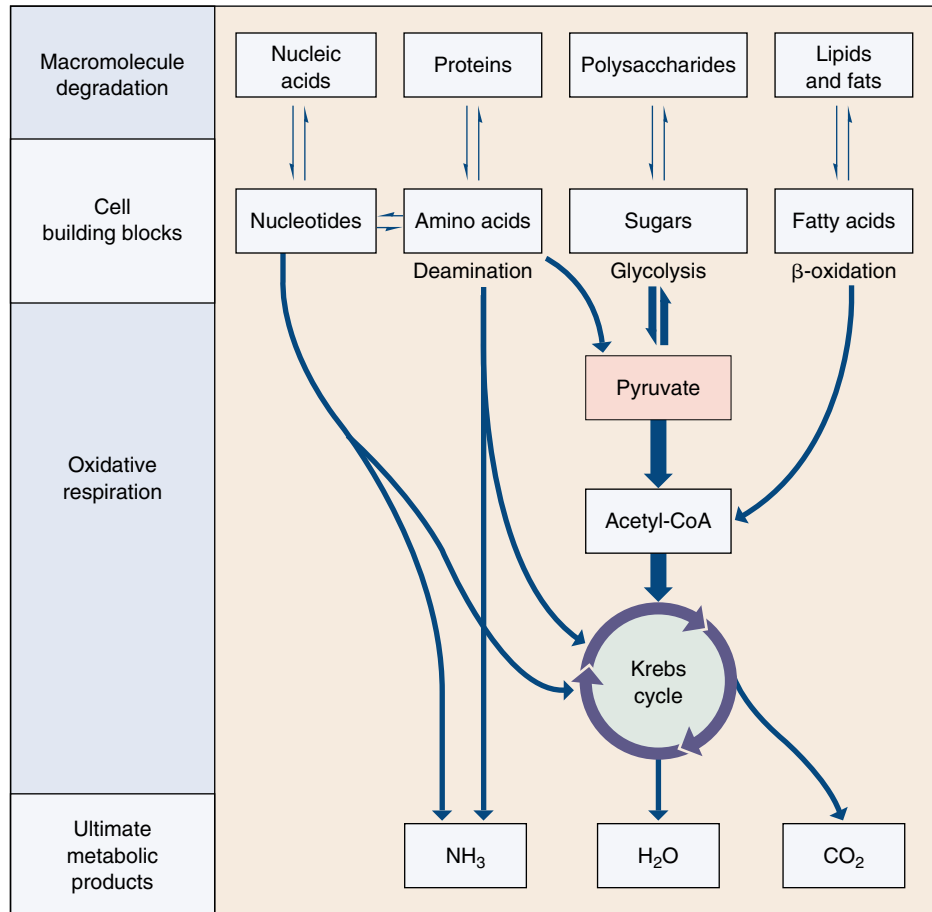 Macromolecule
degradation
Nucleic
acids
Proteins
Polysaccharides
Lipids
and fats
Cell
building blocks
Nucleotides
Amino acids
Sugars
Fatty acids
Deamination
Glycolysis
β-oxidation
Oxidative
respiration
Pyruvate
Acetyl-CoA
Krebs
cycle
Ultimate
metabolic
products
NH₃
H₂O
CO₂